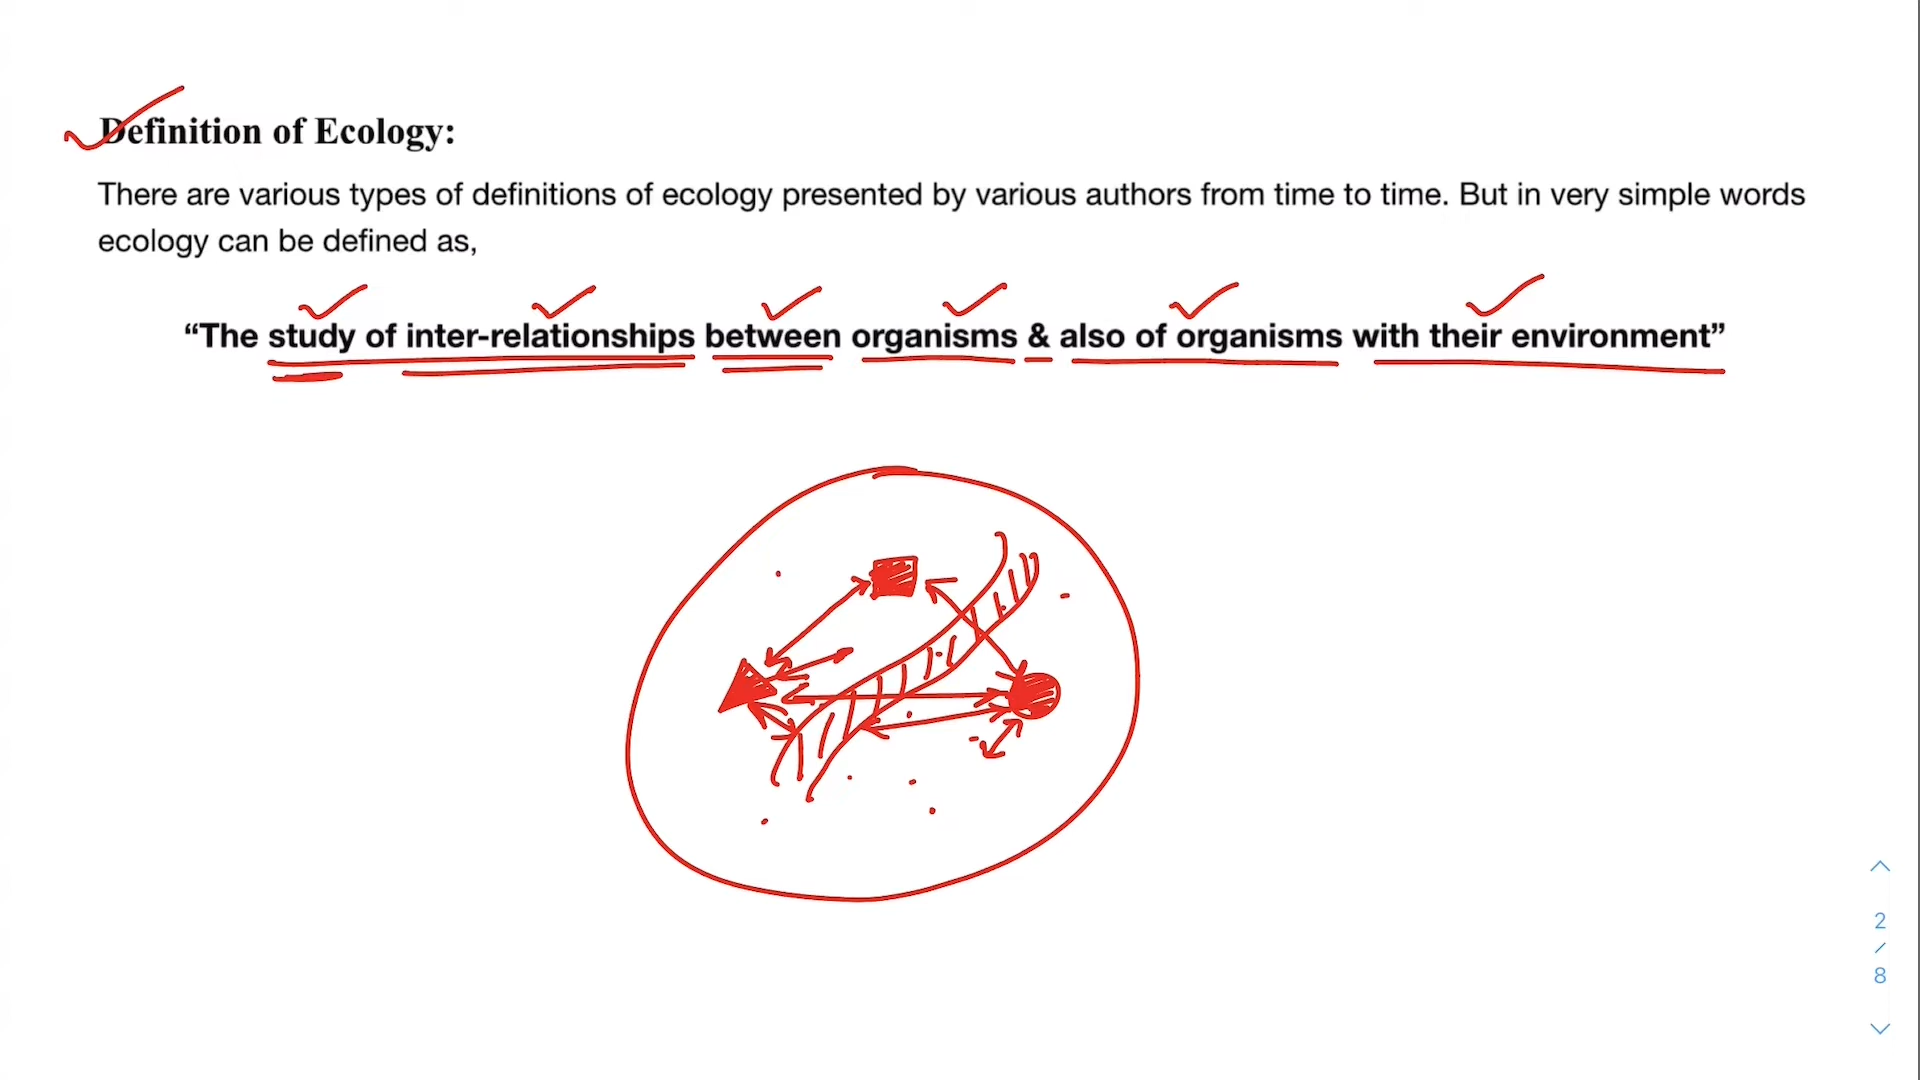 Definition of Ecology:
There are various types of definitions of ecology presented by various authors from time to time. But in very simple words
ecology can be defined as,
“The study of inter-relationships between organisms & also of organisms with their environment”
2
/
8